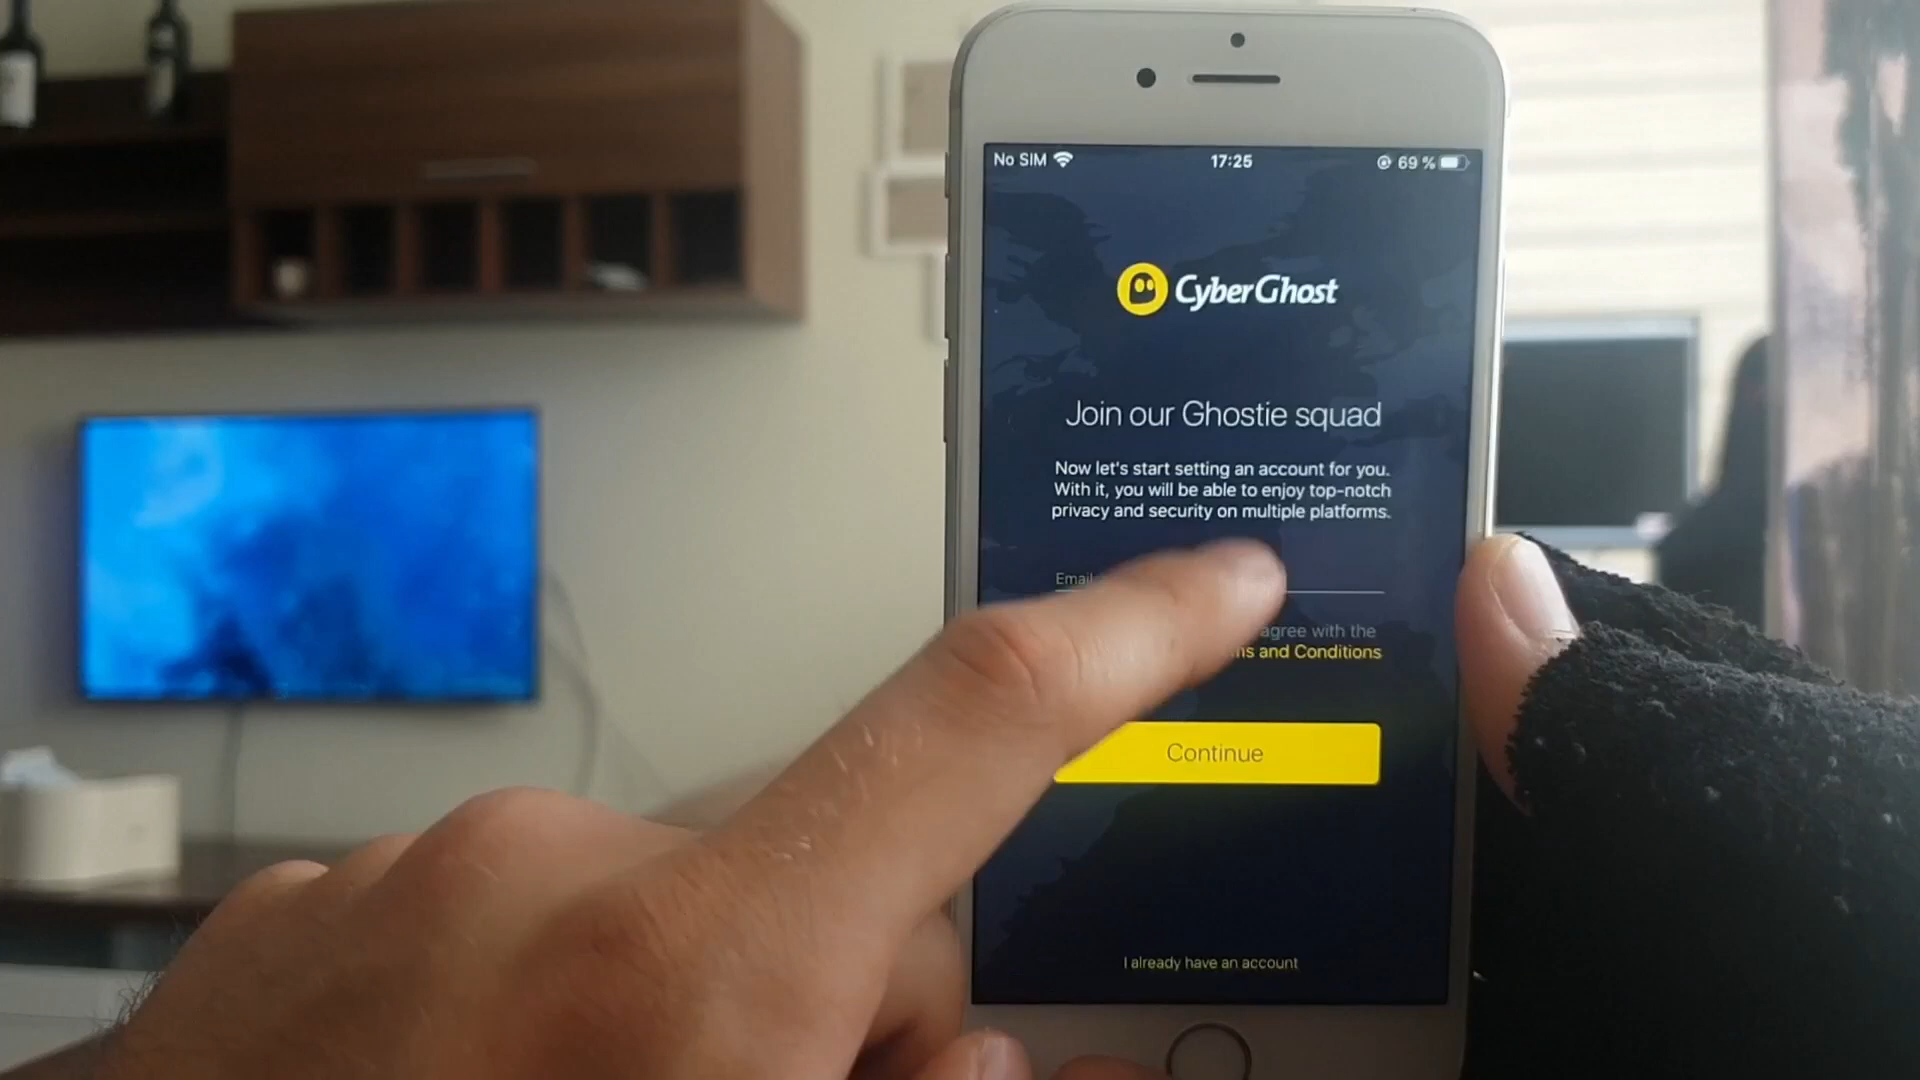 No SIM 17:25 69 %
CyberGhost
Join our Ghostie squad
Now let's start setting an account for you.
With it, you will be able to enjoy top-notch
privacy and security on multiple platforms.
Email
agree with the
and Conditions
Continue
I already have an account